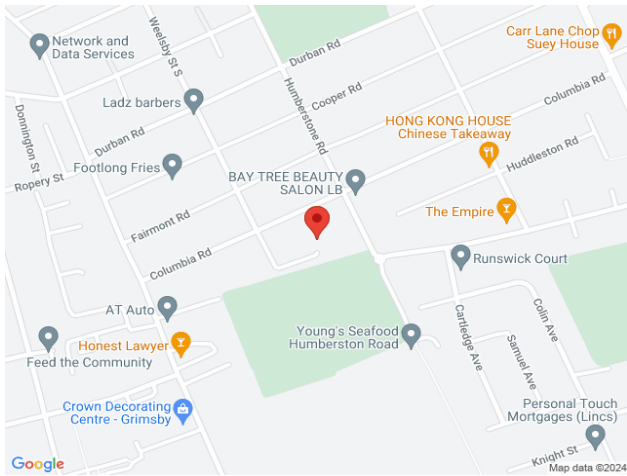 Network and
Data Services
Weelsby St S
Durban Rd
Carr Lane Chop
Suey House
Ladz barbers
Humberstone Rd
Cooper Rd
Columbia Rd
Donnington St
Durban Rd
HONG KONG HOUSE
Chinese Takeaway
Footlong Fries
Huddleston Rd
Ropery St
BAY TREE BEAUTY
SALON LB
Fairmont Rd
The Empire
Columbia Rd
Runswick Court
AT Auto
Colin Ave
Honest Lawyer
Young's Seafood
Humberston Road
Cartledge Ave
Samuel Ave
Feed the Community
Crown Decorating
Centre - Grimsby
Personal Touch
Mortgages (Lincs)
Knight St
Google
Map data ©2024